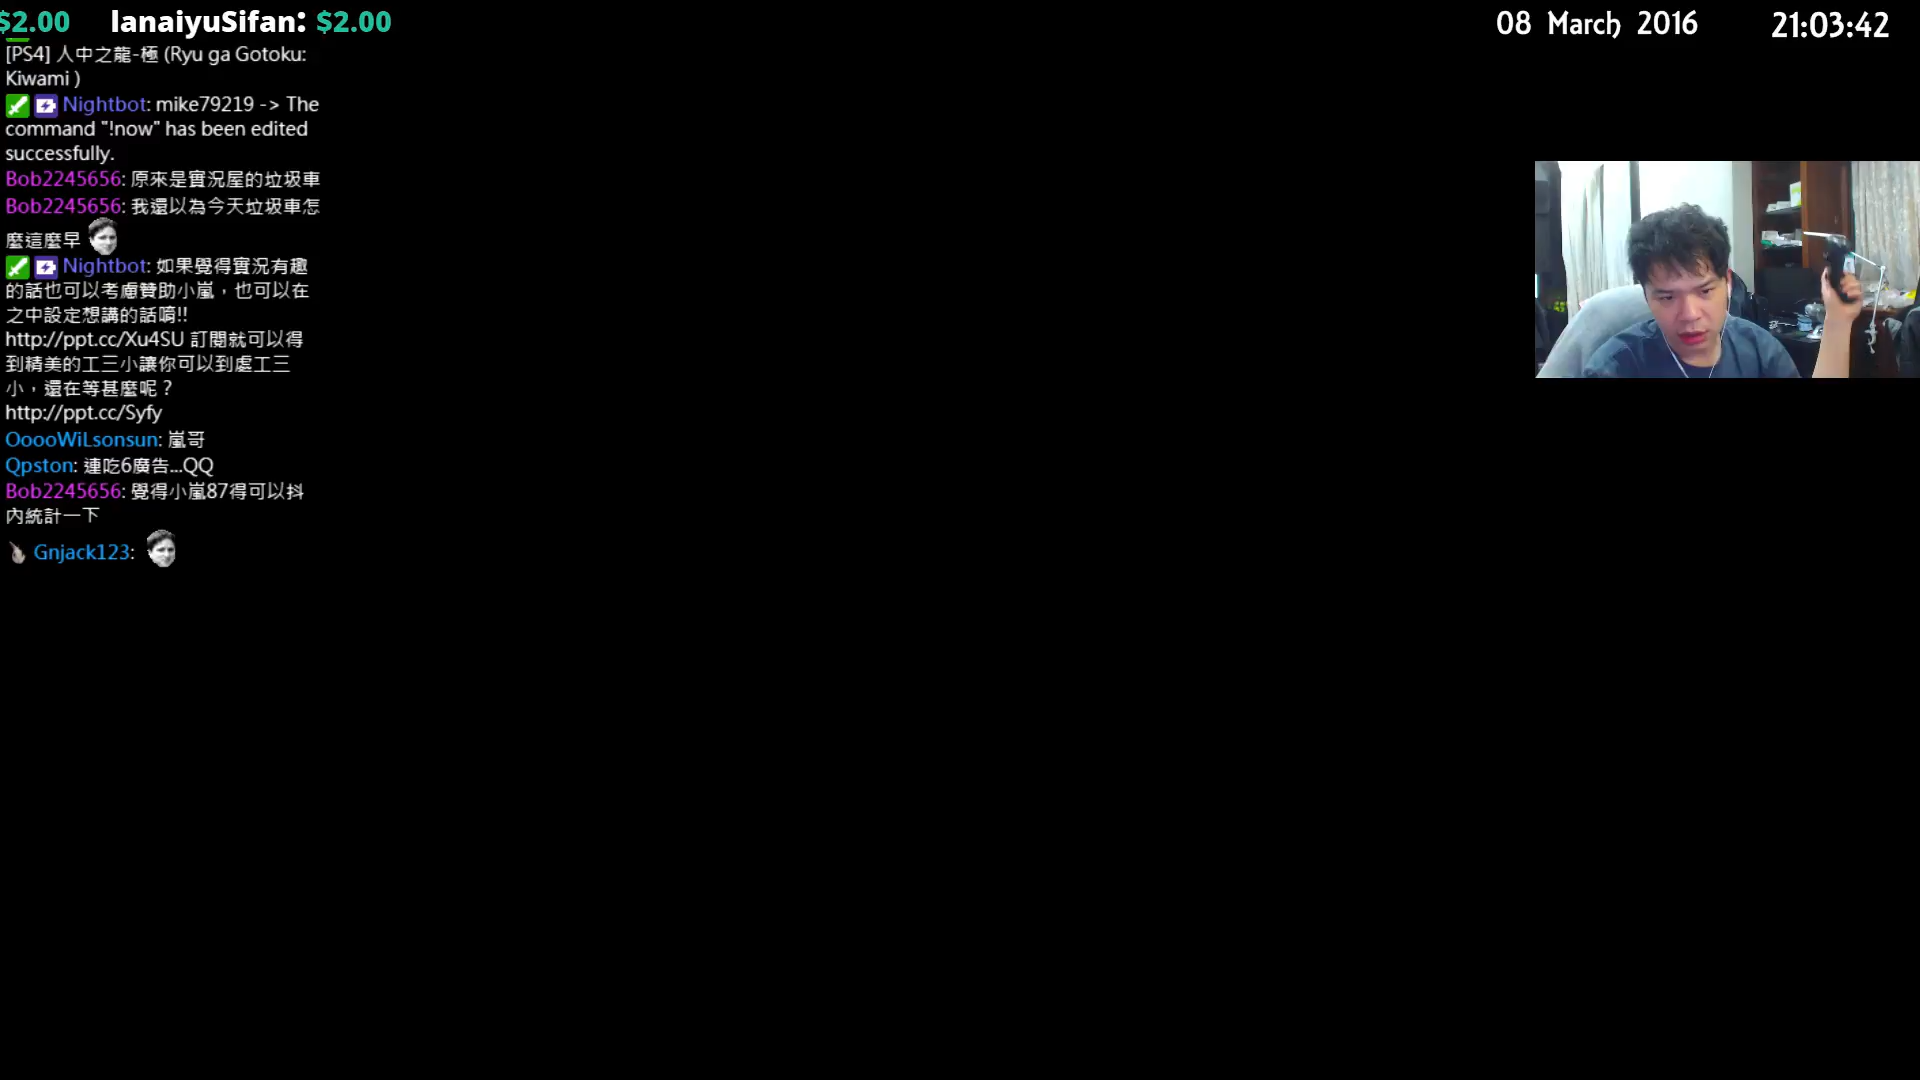 $2.00 IanaiyuSifan: $2.00
08 March 2016 21:03:42
[PS4] 人中之龍-極 (Ryu ga Gotoku:
Kiwami )
Nightbot: mike79219 -> The
command "!now" has been edited
successfully.
Bob2245656: 原來是實況屋的垃圾車
Bob2245656: 我還以為今天垃圾車怎
麼這麼早
Nightbot: 如果覺得實況有趣
的話也可以考慮贊助小嵐，也可以在
之中設定想講的話唷!!
http://ppt.cc/Xu4SU 訂閱就可以得
到精美的工三小讓你可以到處工三
小，還在等甚麼呢？
http://ppt.cc/Syfy
OoooWiLsonsun: 嵐哥
Qpston: 連吃6廣告...QQ
Bob2245656: 覺得小嵐87得可以抖
內統計一下
Gnjack123: